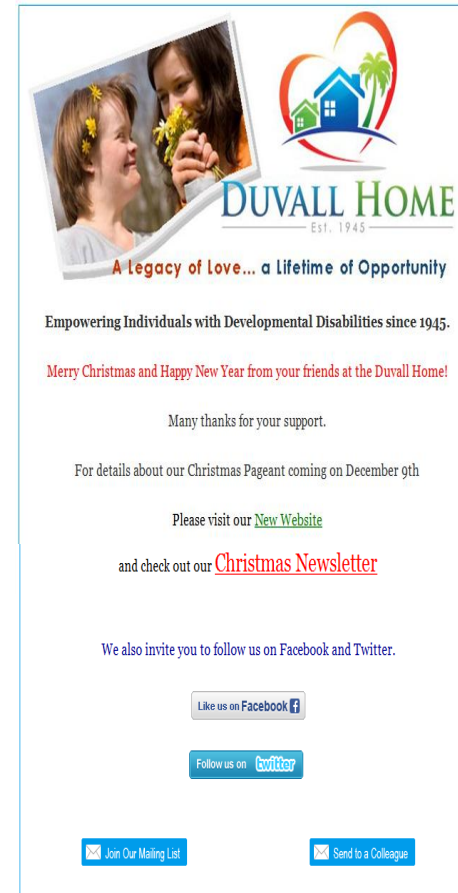 DUVALL HOME
Est. 1945
A Legacy of Love... a Lifetime of Opportunity
Empowering Individuals with Developmental Disabilities since 1945.
Merry Christmas and Happy New Year from your friends at the Duvall Home!
Many thanks for your support.
For details about our Christmas Pageant coming on December 9th
Please visit our New Website
and check out our Christmas Newsletter
We also invite you to follow us on Facebook and Twitter.
Like us on Facebook f
Follow us on twitter
Join Our Mailing List
Send to a Colleague